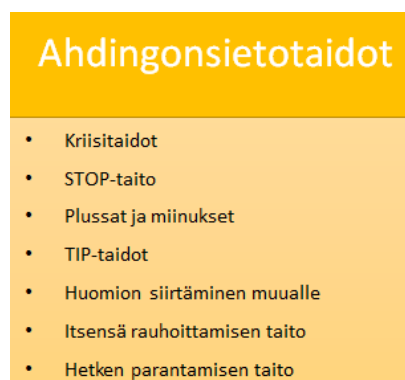 Ahdingonsietotaidot
• Kriisitaidot
• STOP-taito
• Plussat ja miinukset
• TIP-taidot
• Huomion siirtäminen muualle
• Itsensä rauhoittamisen taito
• Hetken parantamisen taito